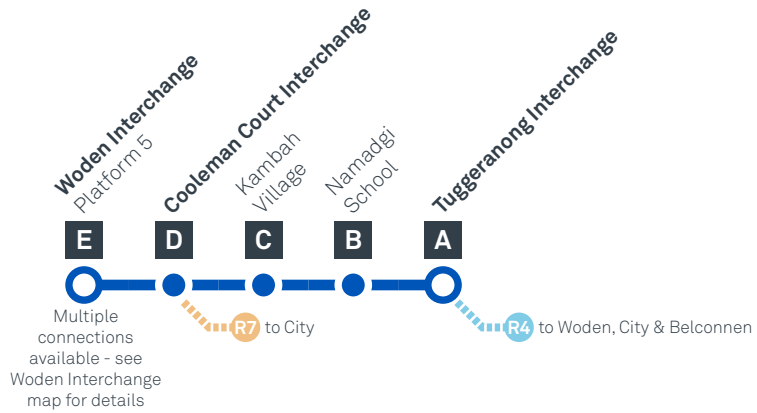 Woden Interchange
Platform 5
Cooleman Court Interchange
Kambah
Village
Namadgi
School
Tuggeranong Interchange
E
D
C
B
A
Multiple
connections
available - see
Woden Interchange
map for details
R7 to City
R4 to Woden, City & Belconnen